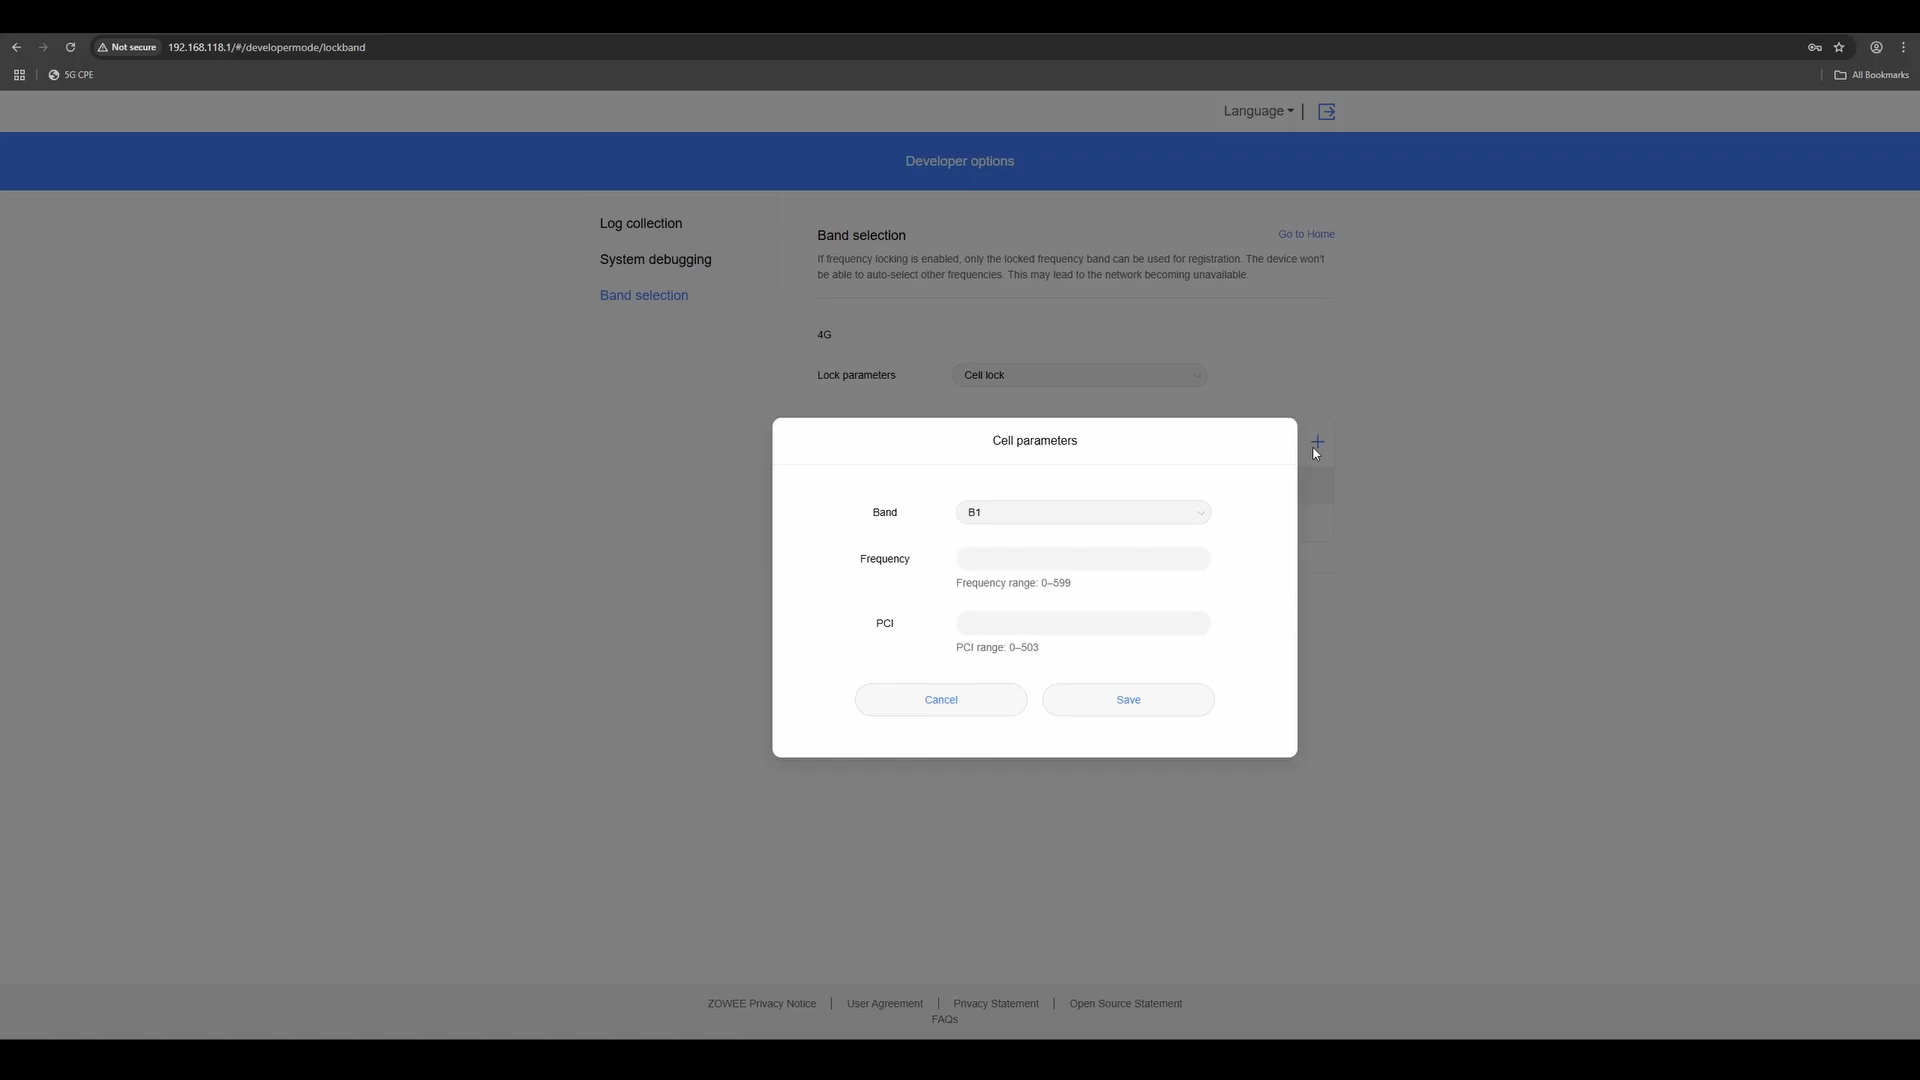 Not secure 192.168.118.1/#/developermode/lockband
5G CPE
All Bookmarks
Language
Developer options
Log collection
System debugging
Band selection
Band selection
Go to Home
If frequency locking is enabled, only the locked frequency band can be used for registration. The device won't
be able to auto-select other frequencies. This may lead to the network becoming unavailable.
4G
Lock parameters
Cell lock
Cell parameters
Band
B1
Frequency
Frequency range: 0–599
PCI
PCI range: 0–503
Cancel
Save
ZOWEE Privacy Notice | User Agreement | Privacy Statement | Open Source Statement
FAQs